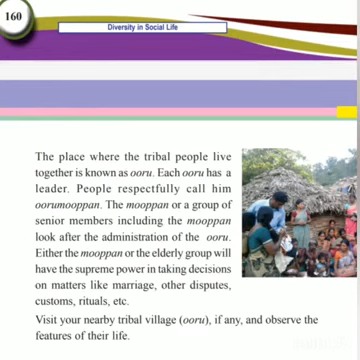 160
Diversity in Social Life
The place where the tribal people live
together is known as ooru. Each ooru has a
leader. People respectfully call him
oorumooppan. The mooppan or a group of
senior members including the mooppan
look after the administration of the ooru.
Either the mooppan or the elderly group will
have the supreme power in taking decisions
on matters like marriage, other disputes,
customs, rituals, etc.
Visit your nearby tribal village (ooru), if any, and observe the
features of their life.